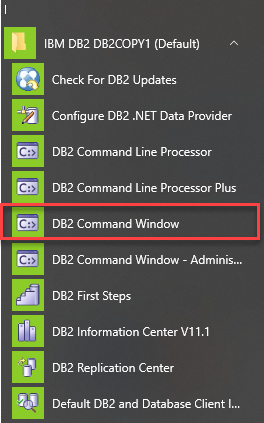 I
IBM DB2 DB2COPY1 (Default)
Check For DB2 Updates
Configure DB2 .NET Data Provider
DB2 Command Line Processor
DB2 Command Line Processor Plus
DB2 Command Window
DB2 Command Window - Adminis...
DB2 First Steps
DB2 Information Center V11.1
DB2 Replication Center
Default DB2 and Database Client I...